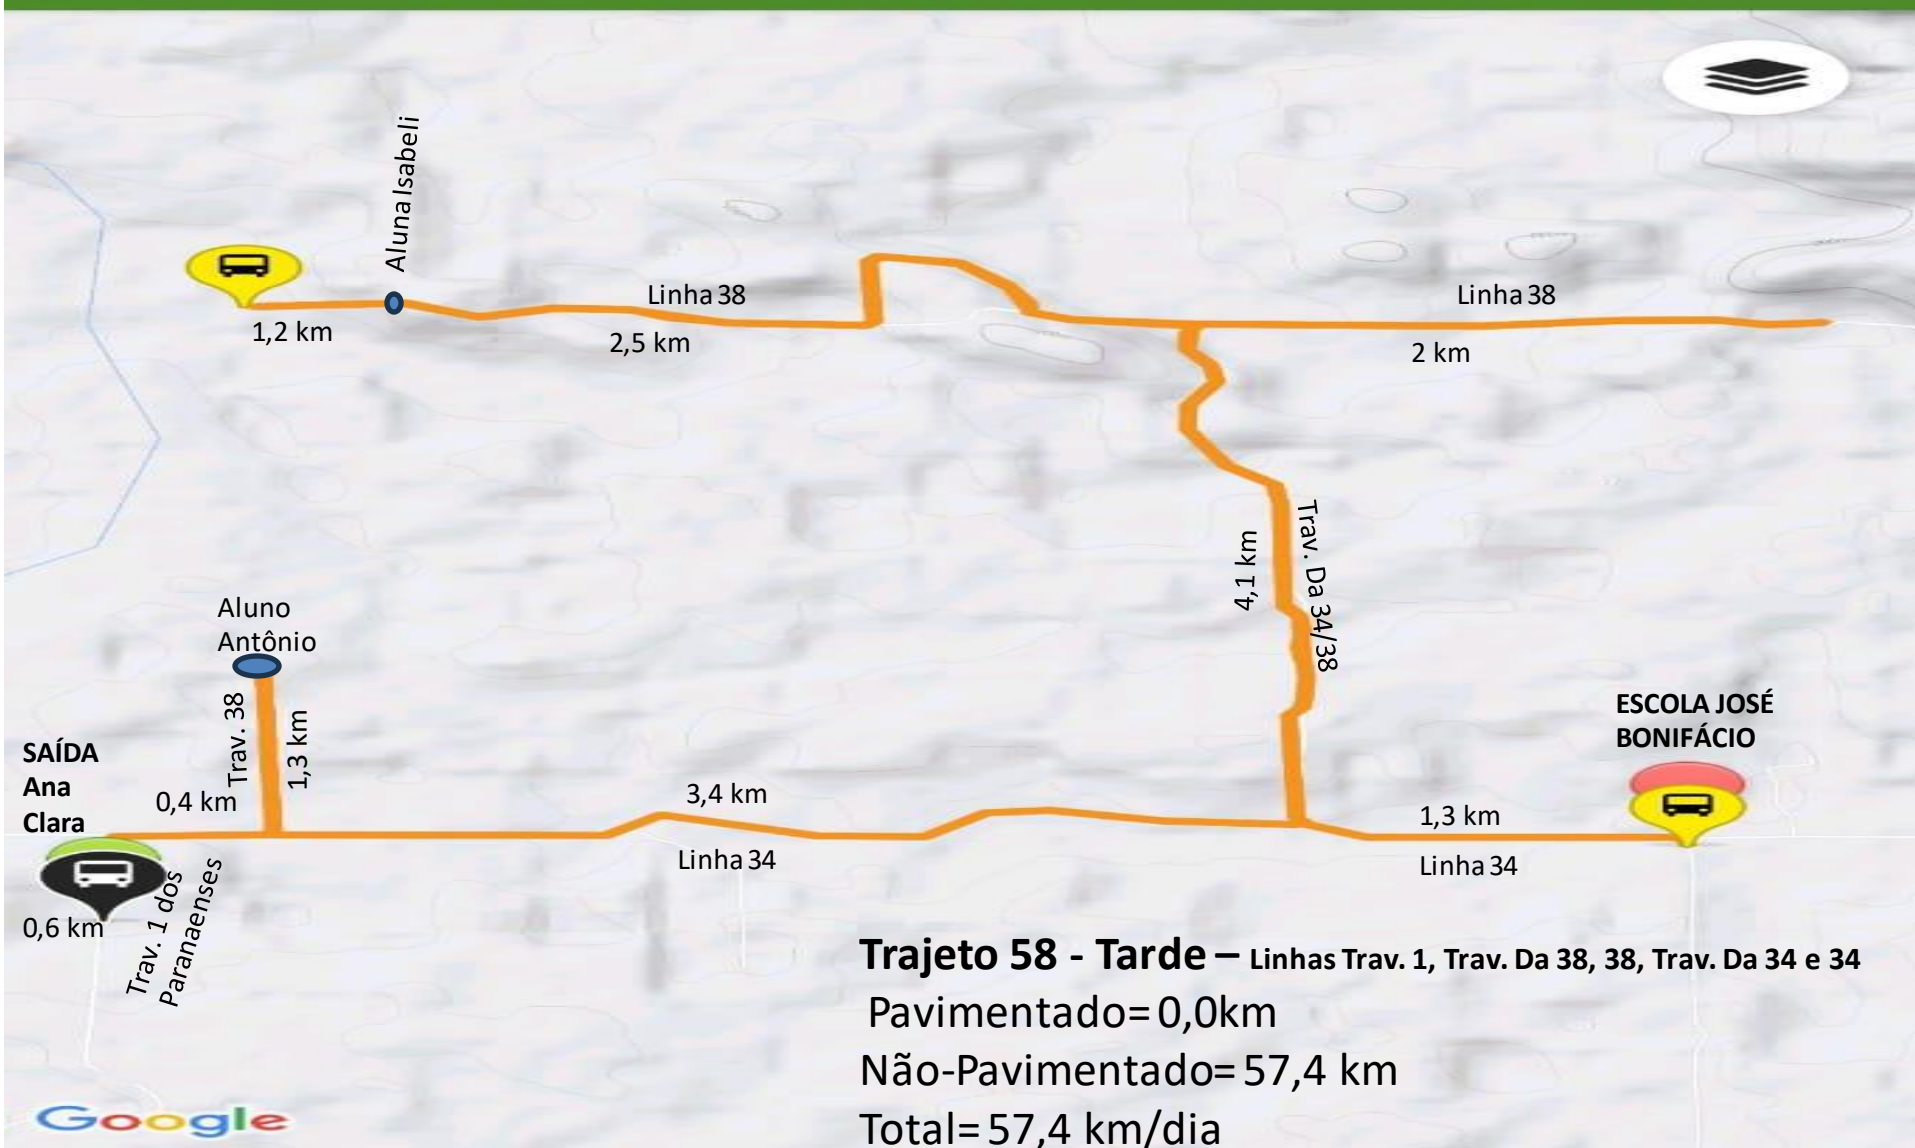 Aluna Isabeli
Linha 38
Linha 38
1,2 km
2,5 km
2 km
4,1 km
Trav. Da 34/38
Aluno
Antônio
Trav. 38
1,3 km
SAÍDA
Ana
Clara
0,4 km
3,4 km
ESCOLA JOSÉ
BONIFÁCIO
1,3 km
Linha 34
Linha 34
0,6 km
Trav. 1 dos
Paranaenses
Trajeto 58 - Tarde – Linhas Trav. 1, Trav. Da 38, 38, Trav. Da 34 e 34
Pavimentado= 0,0km
Não-Pavimentado= 57,4 km
Total= 57,4 km/dia
Google